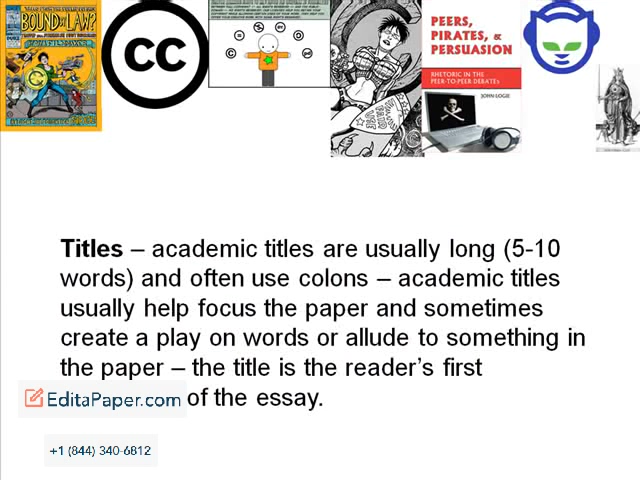 BOUND BY LAW?
cc
PEERS,
PIRATES, &
PERSUASION
RHETORIC IN THE
PEER-TO-PEER DEBATES
JOHN LOGIE
Titles – academic titles are usually long (5-10
words) and often use colons – academic titles
usually help focus the paper and sometimes
create a play on words or allude to something in
the paper – the title is the reader’s first
of the essay.
EditaPaper.com
+1 (844) 340-6812